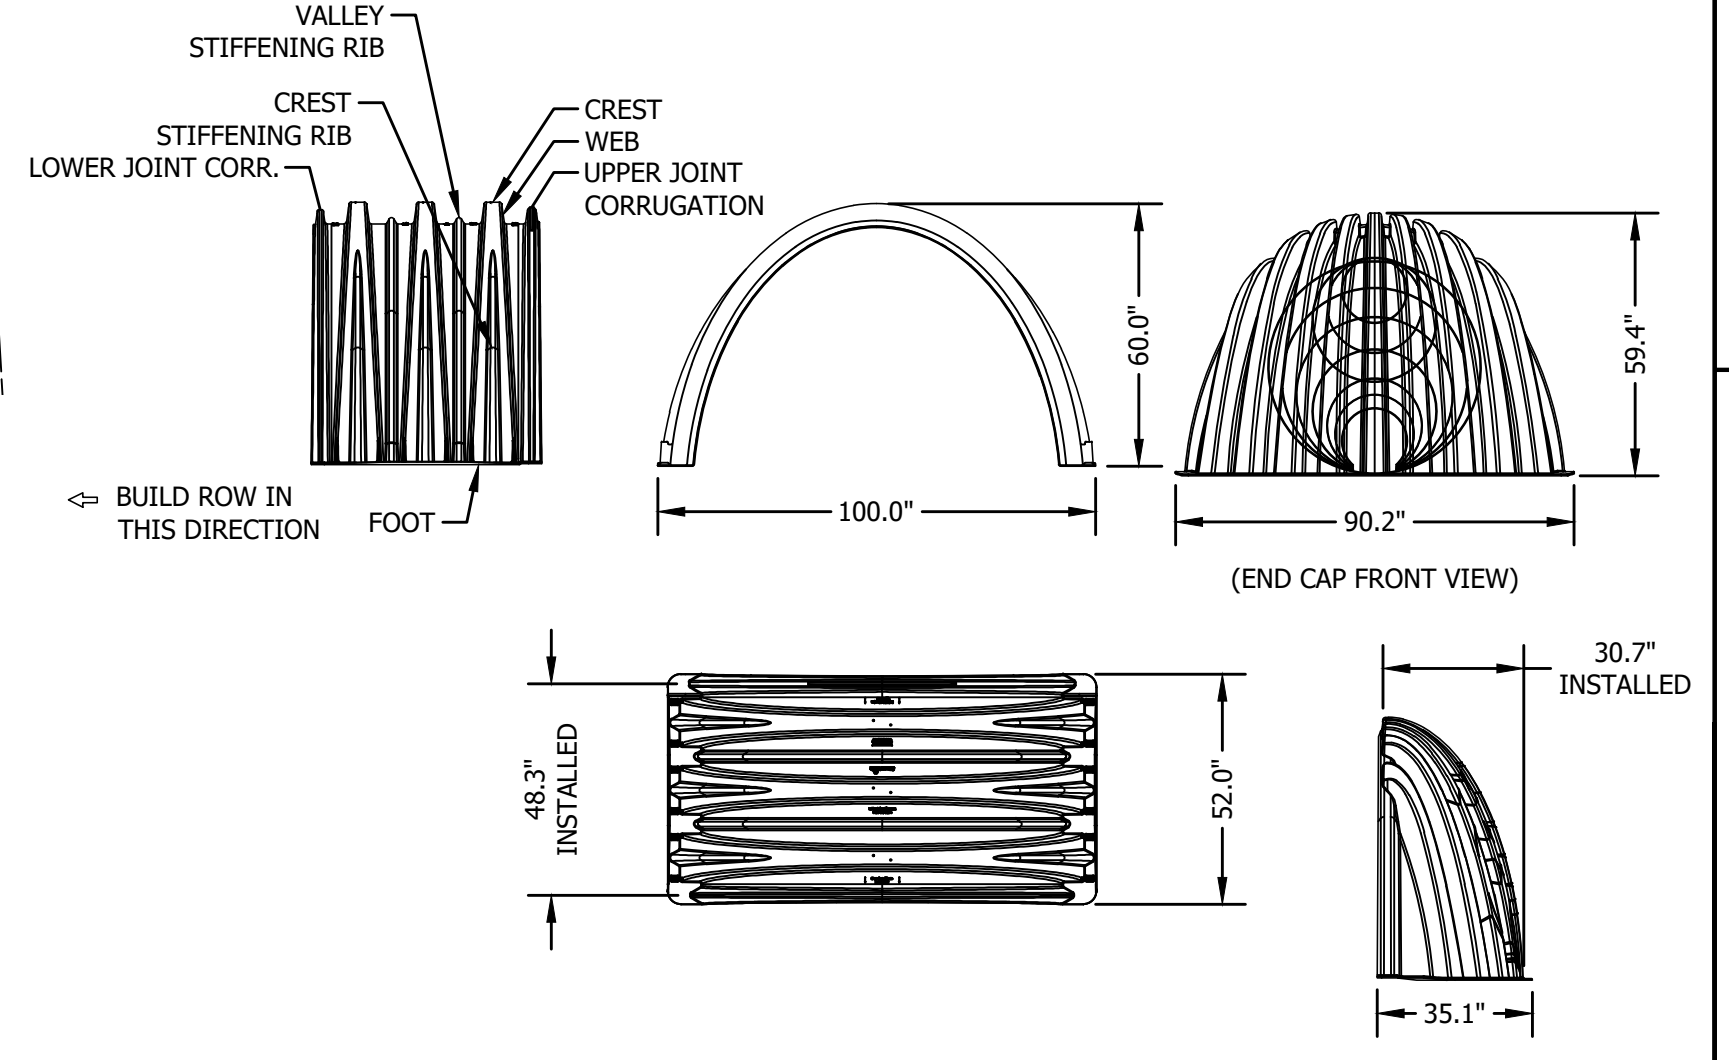 VALLEY
STIFFENING RIB
CREST
STIFFENING RIB
LOWER JOINT CORR.
CREST
WEB
UPPER JOINT
CORRUGATION
BUILD ROW IN
THIS DIRECTION
FOOT
60.0"
100.0"
59.4"
90.2"
(END CAP FRONT VIEW)
48.3"
INSTALLED
52.0"
30.7"
INSTALLED
35.1"